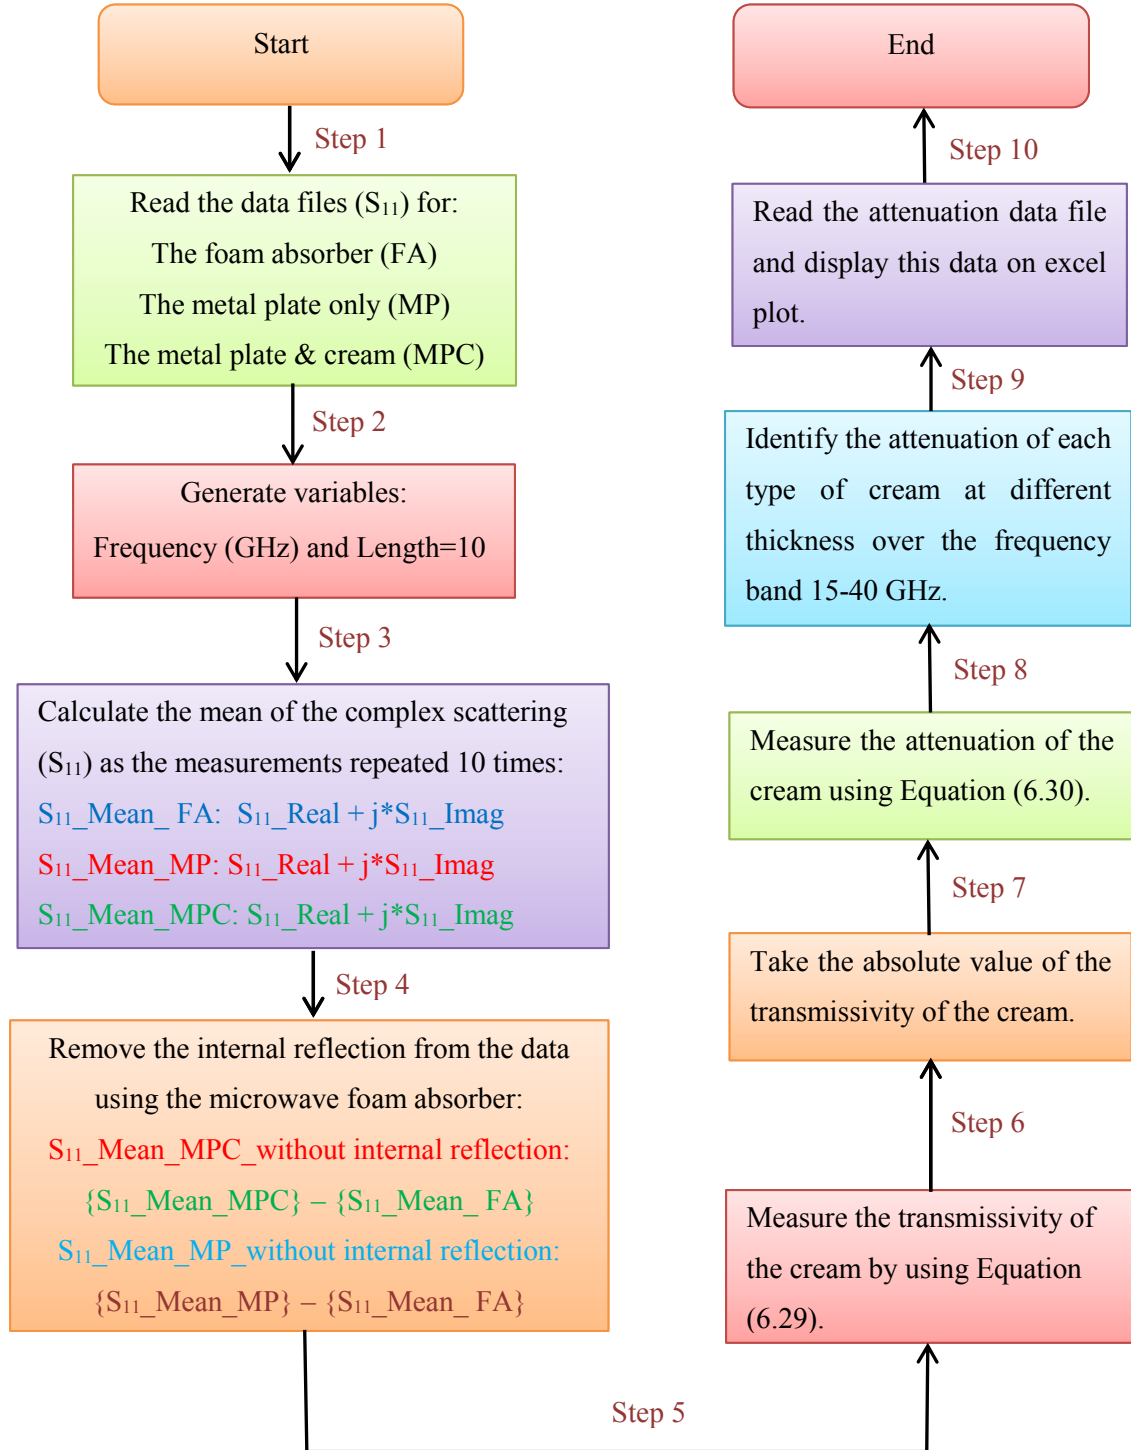 Start
Step 1
Read the data files (S₁₁) for:
The foam absorber (FA)
The metal plate only (MP)
The metal plate & cream (MPC)
Step 2
Generate variables:
Frequency (GHz) and Length=10
Step 3
Calculate the mean of the complex scattering
(S₁₁) as the measurements repeated 10 times:
S₁₁_Mean_ FA:  S₁₁_Real + j*S₁₁_Imag
S₁₁_Mean_MP: S₁₁_Real + j*S₁₁_Imag
S₁₁_Mean_MPC: S₁₁_Real + j*S₁₁_Imag
Step 4
Remove the internal reflection from the data
using the microwave foam absorber:
S₁₁_Mean_MPC_without internal reflection:
{S₁₁_Mean_MPC} – {S₁₁_Mean_ FA}
S₁₁_Mean_MP_without internal reflection:
{S₁₁_Mean_MP} – {S₁₁_Mean_ FA}
Step 5
Measure the transmissivity of
the cream by using Equation
(6.29).
Step 6
Take the absolute value of the
transmissivity of the cream.
Step 7
Measure the attenuation of the
cream using Equation (6.30).
Step 8
Identify the attenuation of each
type of cream at different
thickness over the frequency
band 15-40 GHz.
Step 9
Read the attenuation data file
and display this data on excel
plot.
Step 10
End